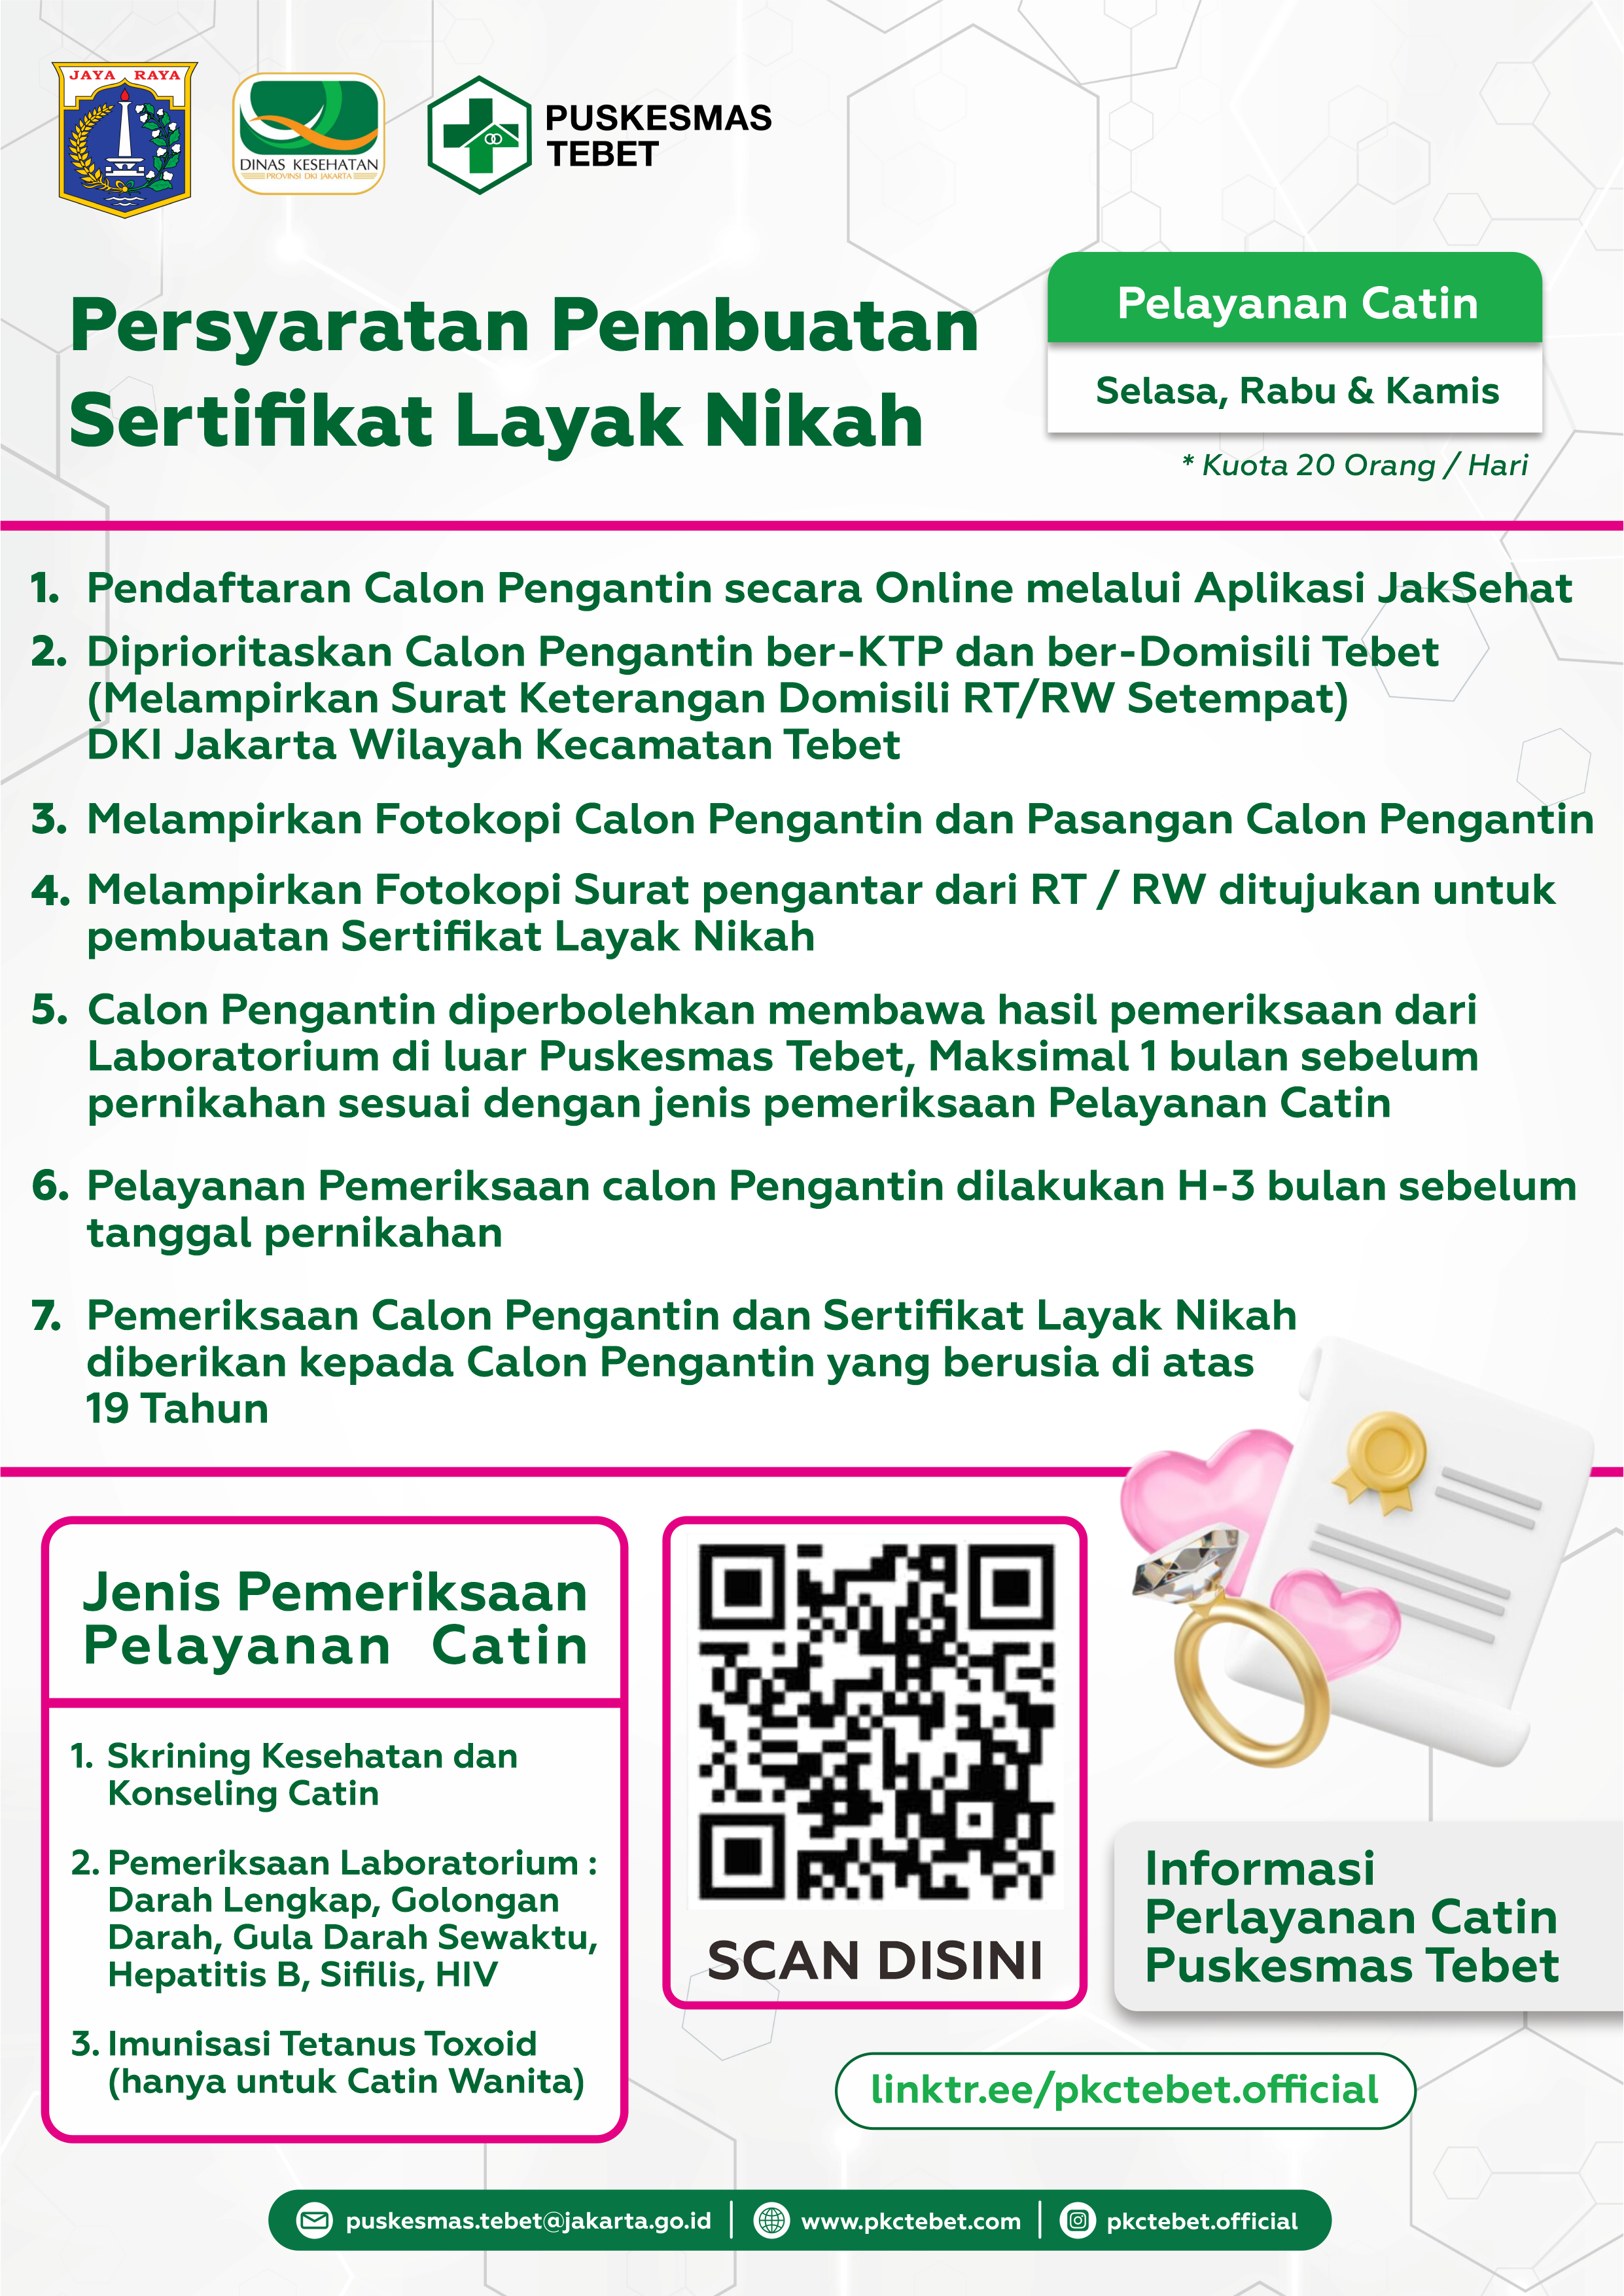 JAYA RAYA
DINAS KESEHATAN
PROVINSI DKI JAKARTA
PUSKESMAS
TEBET
Persyaratan Pembuatan
Sertifikat Layak Nikah
Pelayanan Catin
Selasa, Rabu & Kamis
* Kuota 20 Orang / Hari
1. Pendaftaran Calon Pengantin secara Online melalui Aplikasi JakSehat
2. Diprioritaskan Calon Pengantin ber-KTP dan ber-Domisili Tebet
(Melampirkan Surat Keterangan Domisili RT/RW Setempat)
DKI Jakarta Wilayah Kecamatan Tebet
3. Melampirkan Fotokopi Calon Pengantin dan Pasangan Calon Pengantin
4. Melampirkan Fotokopi Surat pengantar dari RT / RW ditujukan untuk
pembuatan Sertifikat Layak Nikah
5. Calon Pengantin diperbolehkan membawa hasil pemeriksaan dari
Laboratorium di luar Puskesmas Tebet, Maksimal 1 bulan sebelum
pernikahan sesuai dengan jenis pemeriksaan Pelayanan Catin
6. Pelayanan Pemeriksaan calon Pengantin dilakukan H-3 bulan sebelum
tanggal pernikahan
7. Pemeriksaan Calon Pengantin dan Sertifikat Layak Nikah
diberikan kepada Calon Pengantin yang berusia di atas
19 Tahun
Jenis Pemeriksaan
Pelayanan Catin
1. Skrining Kesehatan dan
Konseling Catin
2. Pemeriksaan Laboratorium :
Darah Lengkap, Golongan
Darah, Gula Darah Sewaktu,
Hepatitis B, Sifilis, HIV
3. Imunisasi Tetanus Toxoid
(hanya untuk Catin Wanita)
SCAN DISINI
Informasi
Perlayanan Catin
Puskesmas Tebet
linktr.ee/pkctebet.official
puskesmas.tebet@jakarta.go.id | www.pkctebet.com | pkctebet.official